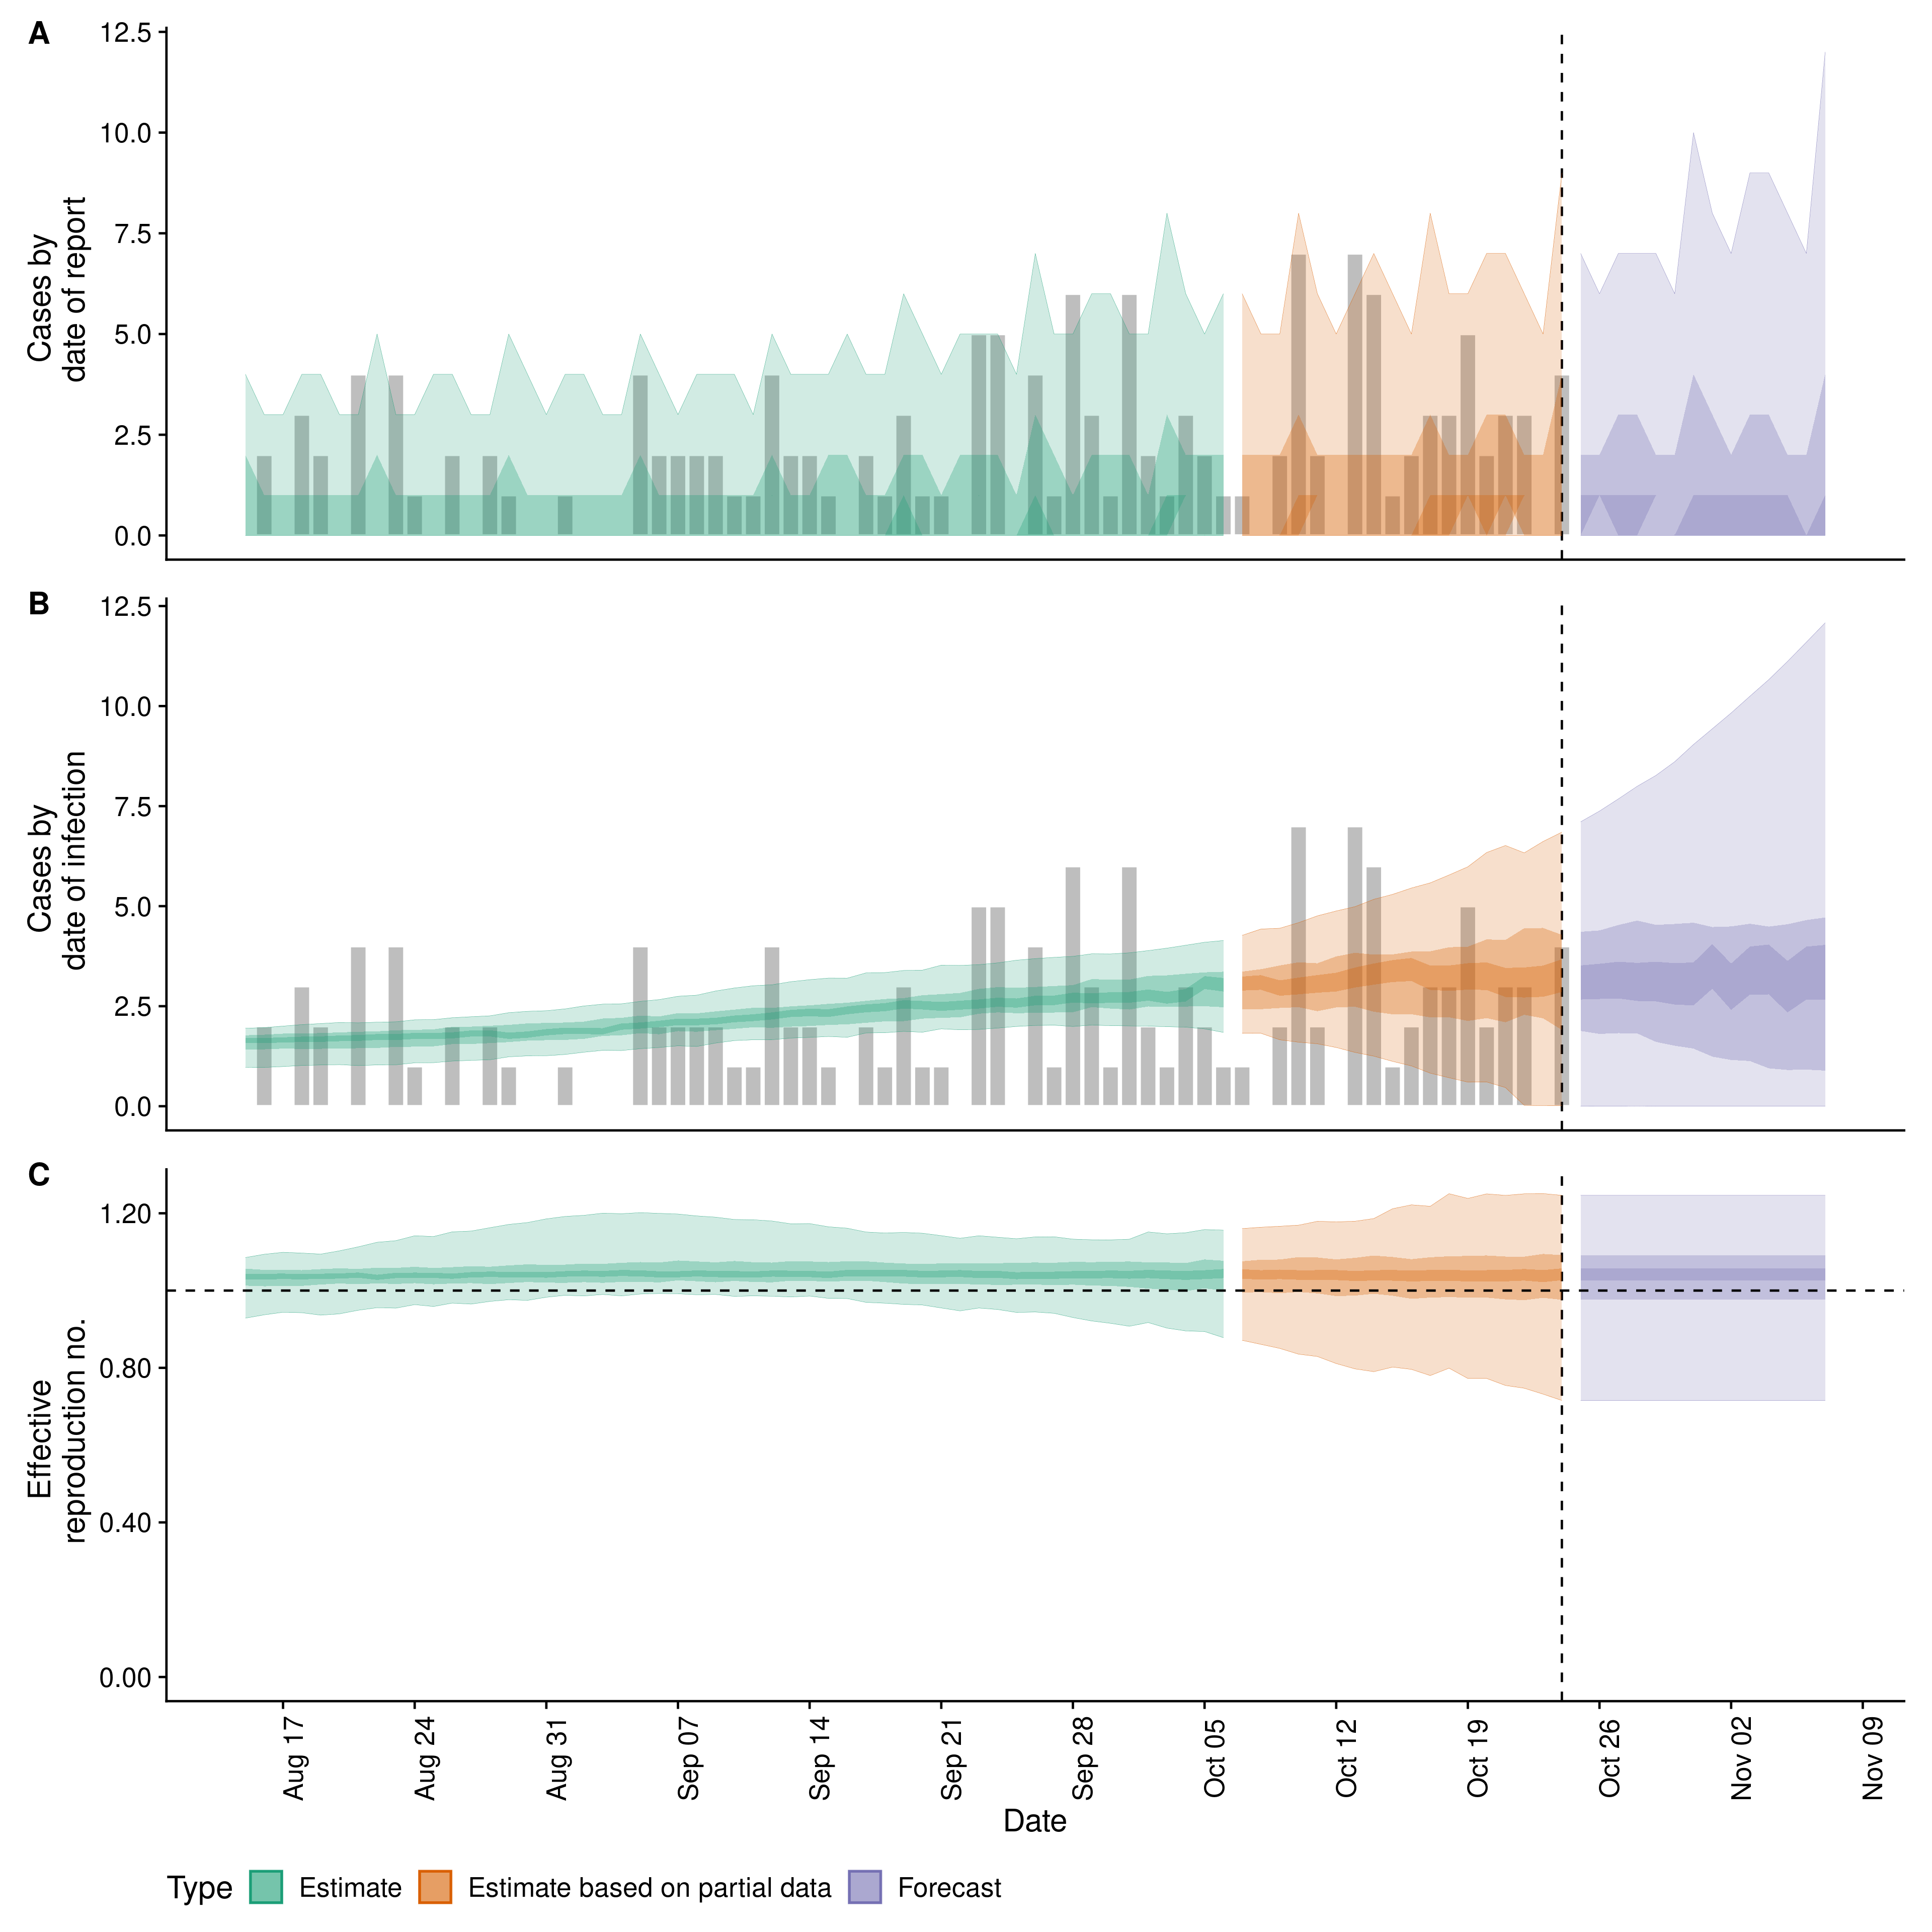 A
12.5
10.0
7.5
5.0
2.5
0.0
Cases by
date of report
B
12.5
10.0
7.5
5.0
2.5
0.0
Cases by
date of infection
C
1.20
0.80
0.40
0.00
Effective
reproduction no.
Aug 17
Aug 24
Aug 31
Sep 07
Sep 14
Sep 21
Sep 28
Oct 05
Oct 12
Oct 19
Oct 26
Nov 02
Nov 09
Date
Type Estimate Estimate based on partial data Forecast